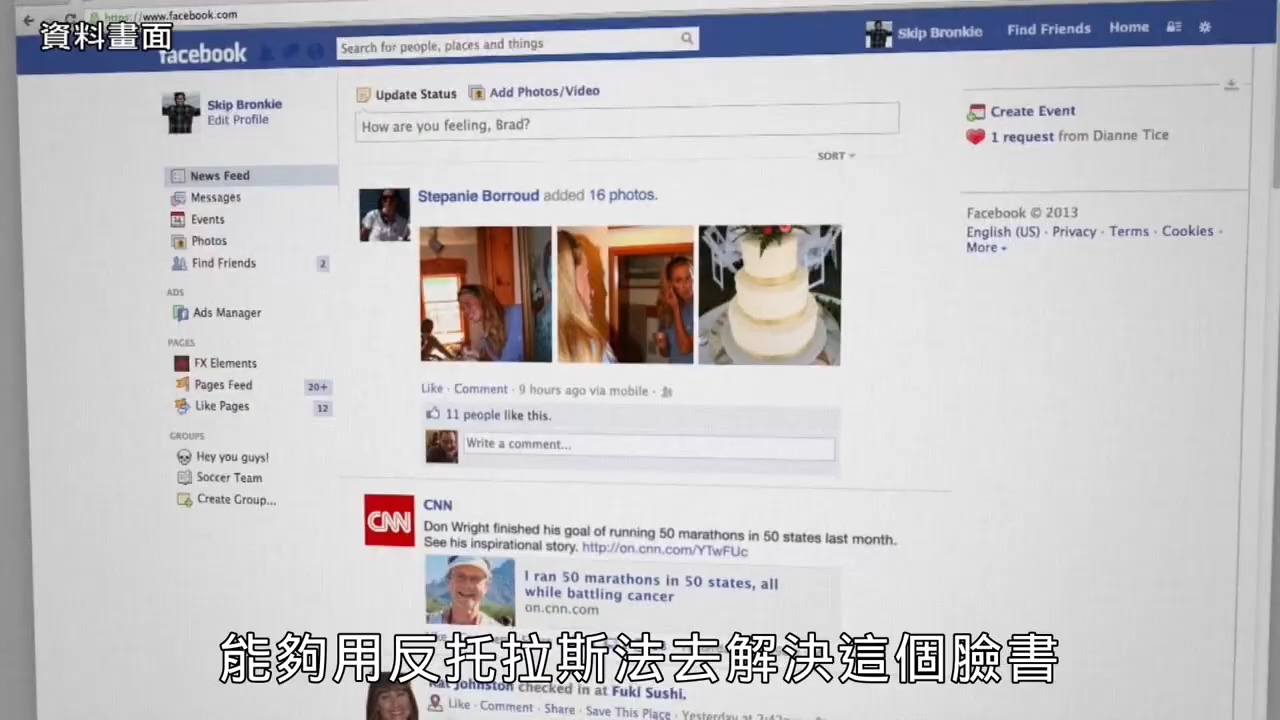 https://www.facebook.com
資料畫面
facebook
Search for people, places and things
Skip Bronkie
Find Friends
Home
Skip Bronkie
Edit Profile
News Feed
Messages
Events
Photos
Find Friends 2
ADS
Ads Manager
PAGES
FX Elements
Pages Feed 20+
Like Pages 12
GROUPS
Hey you guys!
Soccer Team
Create Group...
Update Status
Add Photos/Video
How are you feeling, Brad?
SORT
Stepanie Borroud added 16 photos.
Like · Comment · 9 hours ago via mobile ·
11 people like this.
Write a comment...
CNN
CNN
Don Wright finished his goal of running 50 marathons in 50 states last month.
See his inspirational story. http://on.cnn.com/YTwFUc
I ran 50 marathons in 50 states, all
while battling cancer
on.cnn.com
Kat Johnston checked in at Fuki Sushi.
Like · Comment · Share · Save This Place · Yesterday at
Create Event
1 request from Dianne Tice
Facebook © 2013
English (US) · Privacy · Terms · Cookies ·
More
能夠用反托拉斯法去解決這個臉書